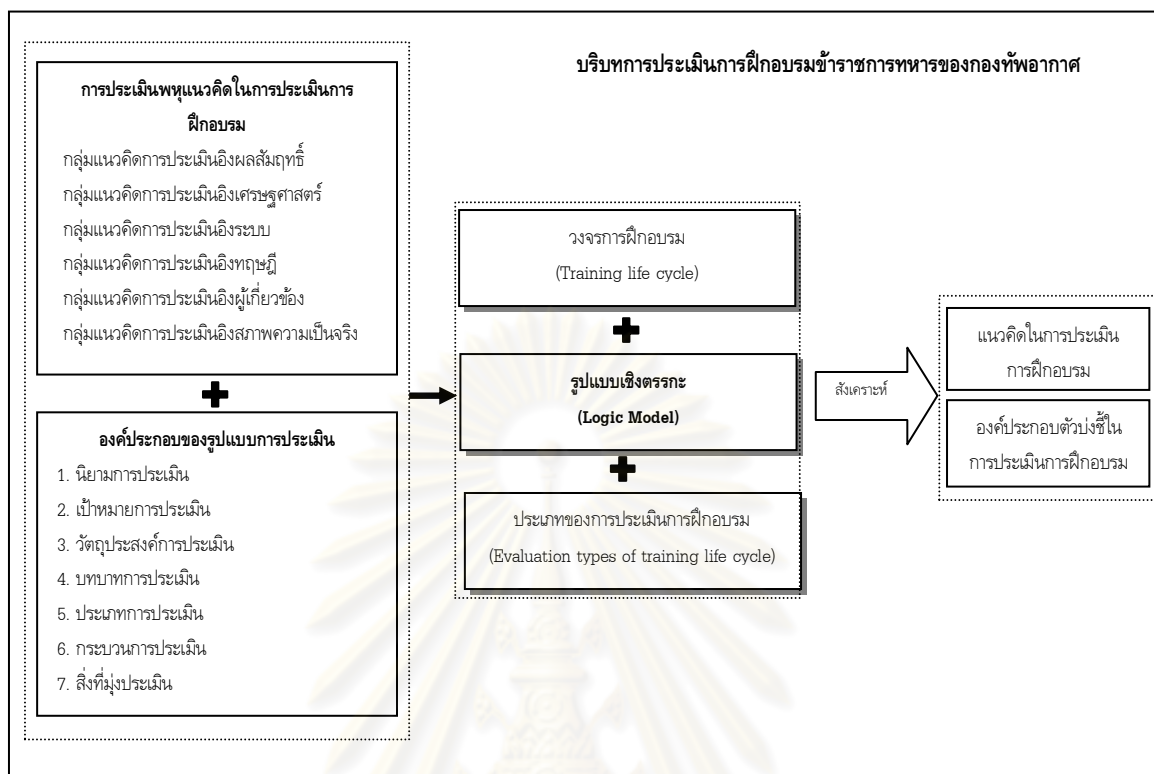 บริบทการประเมินการฝึกอบรมข้าราชการทหารของกองทัพอากาศ
การประเมินพหุแนวคิดในการประเมินการ
ฝึกอบรม
กลุ่มแนวคิดการประเมินอิงผลสัมฤทธิ์
กลุ่มแนวคิดการประเมินอิงเศรษฐศาสตร์
กลุ่มแนวคิดการประเมินอิงระบบ
กลุ่มแนวคิดการประเมินอิงทฤษฎี
กลุ่มแนวคิดการประเมินอิงผู้เกี่ยวข้อง
กลุ่มแนวคิดการประเมินอิงสภาพความเป็นจริง
องค์ประกอบของรูปแบบการประเมิน
1. นิยามการประเมิน
2. เป้าหมายการประเมิน
3. วัตถุประสงค์การประเมิน
4. บทบาทการประเมิน
5. ประเภทการประเมิน
6. กระบวนการประเมิน
7. สิ่งที่มุ่งประเมิน
วงจรการฝึกอบรม
(Training life cycle)
รูปแบบเชิงตรรกะ
(Logic Model)
ประเภทของการประเมินการฝึกอบรม
(Evaluation types of training life cycle)
สังเคราะห์
แนวคิดในการประเมิน
การฝึกอบรม
องค์ประกอบตัวบ่งชี้ใน
การประเมินการฝึกอบรม